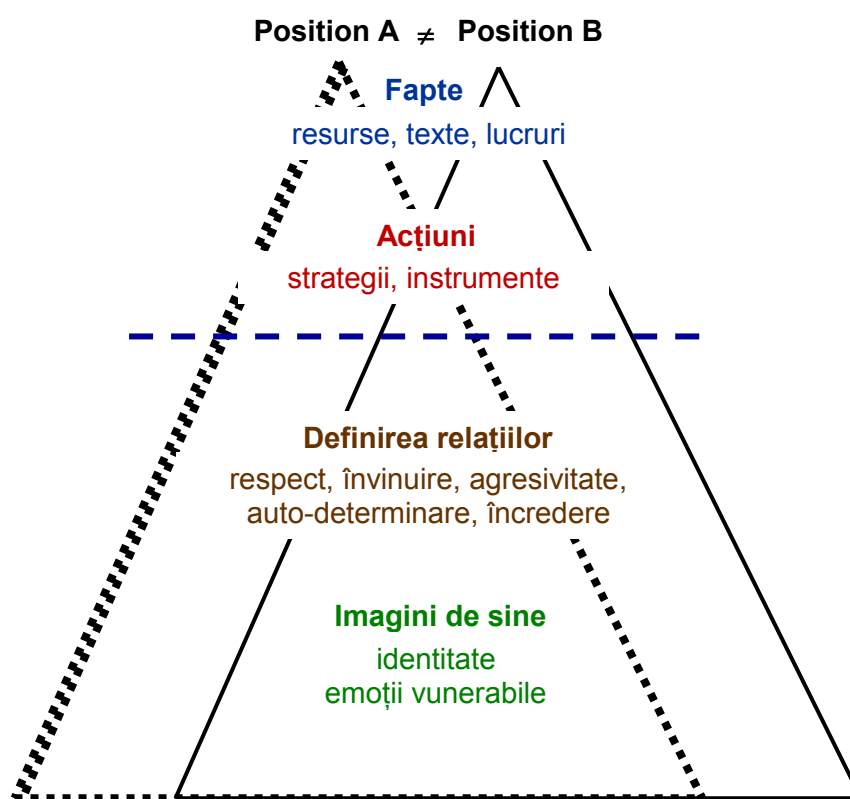 Position A ≠ Position B
Fapte
resurse, texte, lucruri
Acțiuni
strategii, instrumente
Definirea relațiilor
respect, învinuire, agresivitate,
auto-determinare, încredere
Imagini de sine
identitate
emoții vunerabile